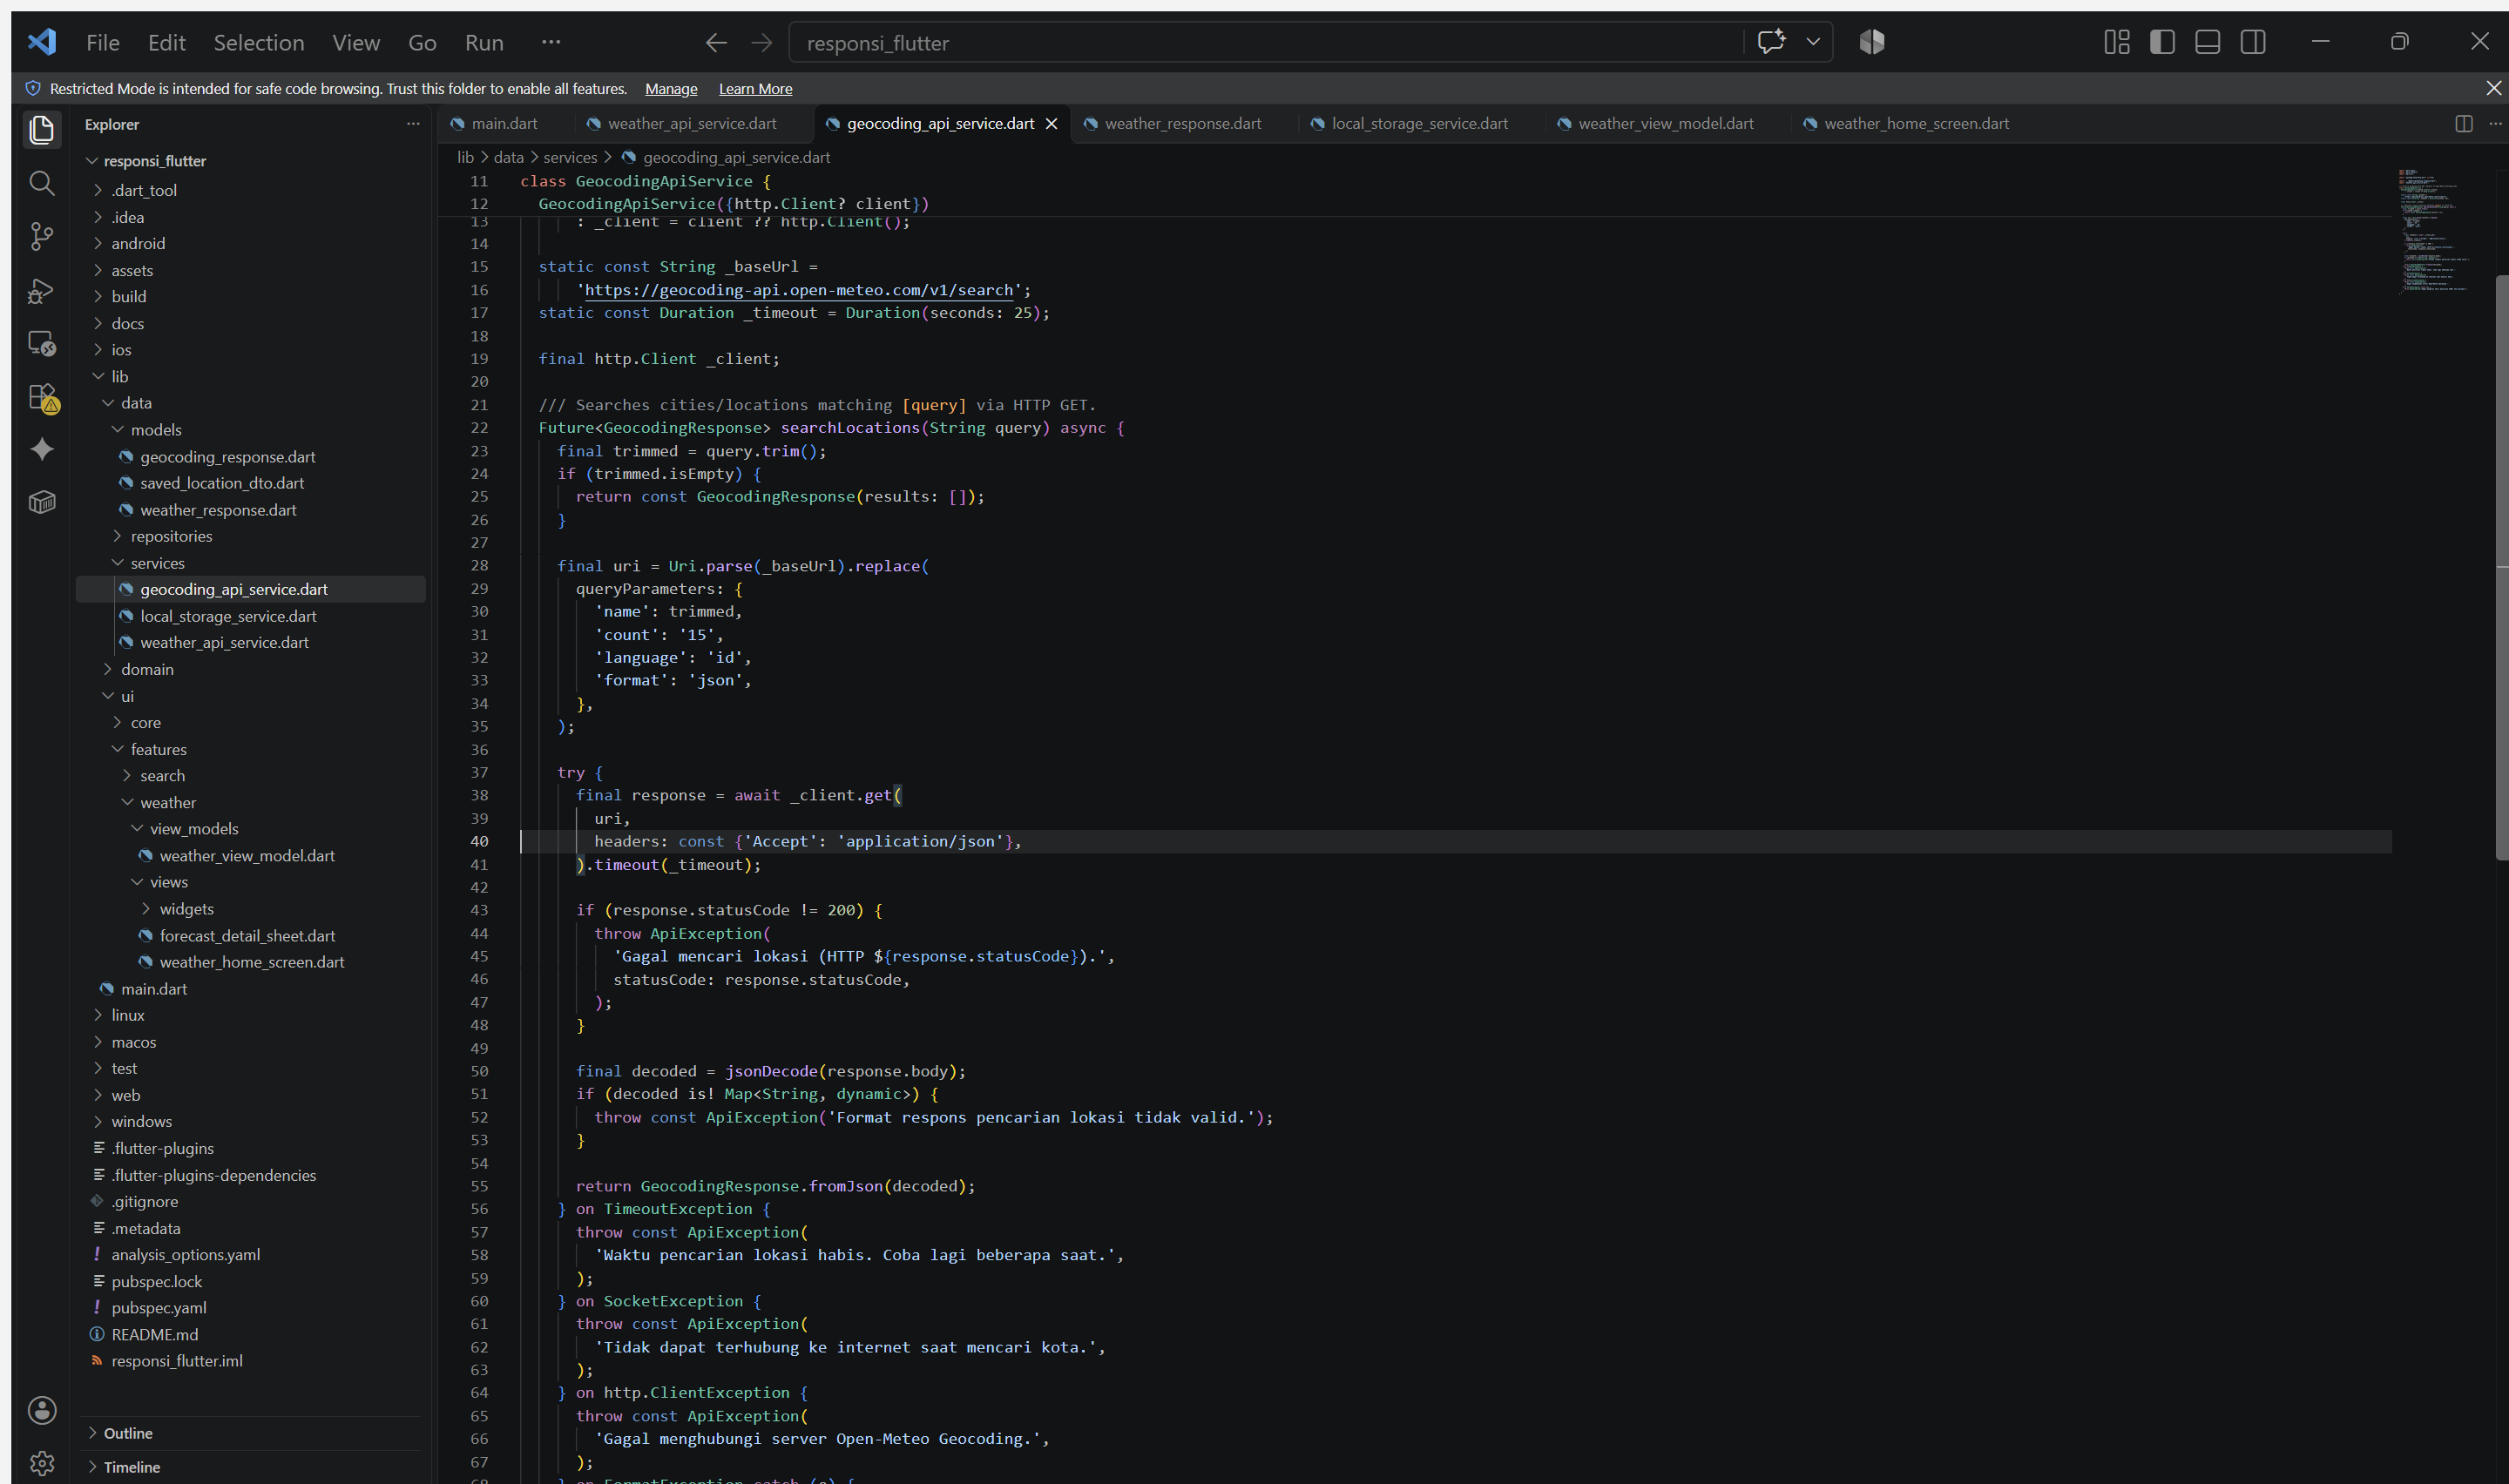 File Edit Selection View Go Run ··· responsi_flutter
Restricted Mode is intended for safe code browsing. Trust this folder to enable all features. Manage Learn More
Explorer ···
responsi_flutter
.dart_tool
.idea
android
assets
build
docs
ios
lib
data
models
geocoding_response.dart
saved_location_dto.dart
weather_response.dart
repositories
services
geocoding_api_service.dart
local_storage_service.dart
weather_api_service.dart
domain
ui
core
features
search
weather
view_models
weather_view_model.dart
views
widgets
forecast_detail_sheet.dart
weather_home_screen.dart
main.dart
linux
macos
test
web
windows
.flutter-plugins
.flutter-plugins-dependencies
.gitignore
.metadata
analysis_options.yaml
pubspec.lock
pubspec.yaml
README.md
responsi_flutter.iml
Outline
Timeline
main.dart weather_api_service.dart geocoding_api_service.dart weather_response.dart local_storage_service.dart weather_view_model.dart weather_home_screen.dart
lib > data > services > geocoding_api_service.dart
11 class GeocodingApiService {
12   GeocodingApiService({http.Client? client})
13       : _client = client ?? http.Client();
14
15   static const String _baseUrl =
16       'https://geocoding-api.open-meteo.com/v1/search';
17   static const Duration _timeout = Duration(seconds: 25);
18
19   final http.Client _client;
20
21   /// Searches cities/locations matching [query] via HTTP GET.
22   Future<GeocodingResponse> searchLocations(String query) async {
23     final trimmed = query.trim();
24     if (trimmed.isEmpty) {
25       return const GeocodingResponse(results: []);
26     }
27
28     final uri = Uri.parse(_baseUrl).replace(
29       queryParameters: {
30         'name': trimmed,
31         'count': '15',
32         'language': 'id',
33         'format': 'json',
34       },
35     );
36
37     try {
38       final response = await _client.get(
39         uri,
40         headers: const {'Accept': 'application/json'},
41       ).timeout(_timeout);
42
43       if (response.statusCode != 200) {
44         throw ApiException(
45           'Gagal mencari lokasi (HTTP ${response.statusCode}).',
46           statusCode: response.statusCode,
47         );
48       }
49
50       final decoded = jsonDecode(response.body);
51       if (decoded is! Map<String, dynamic>) {
52         throw const ApiException('Format respons pencarian lokasi tidak valid.');
53       }
54
55       return GeocodingResponse.fromJson(decoded);
56     } on TimeoutException {
57       throw const ApiException(
58         'Waktu pencarian lokasi habis. Coba lagi beberapa saat.',
59       );
60     } on SocketException {
61       throw const ApiException(
62         'Tidak dapat terhubung ke internet saat mencari kota.',
63       );
64     } on http.ClientException {
65       throw const ApiException(
66         'Gagal menghubungi server Open-Meteo Geocoding.',
67       );
68     } on FormatException catch (e) {